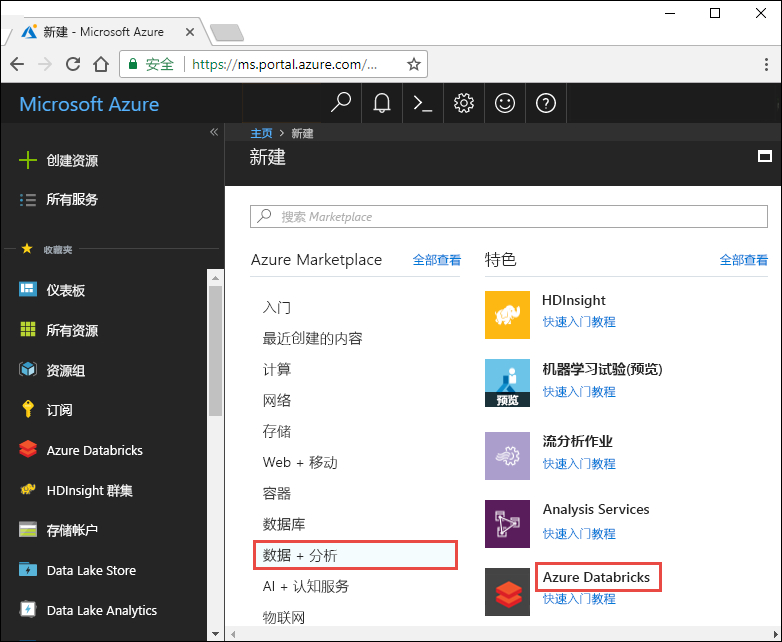 新建 - Microsoft Azure
安全
https://ms.portal.azure.com/...
Microsoft Azure
创建资源
所有服务
收藏夹
仪表板
所有资源
资源组
订阅
Azure Databricks
HDInsight 群集
存储帐户
Data Lake Store
Data Lake Analytics
主页 > 新建
新建
搜索 Marketplace
Azure Marketplace 全部查看
入门
最近创建的内容
计算
网络
存储
Web + 移动
容器
数据库
数据 + 分析
AI + 认知服务
物联网
特色 全部查看
HDInsight
快速入门教程
机器学习试验(预览)
快速入门教程
预览
流分析作业
快速入门教程
Analysis Services
快速入门教程
Azure Databricks
快速入门教程